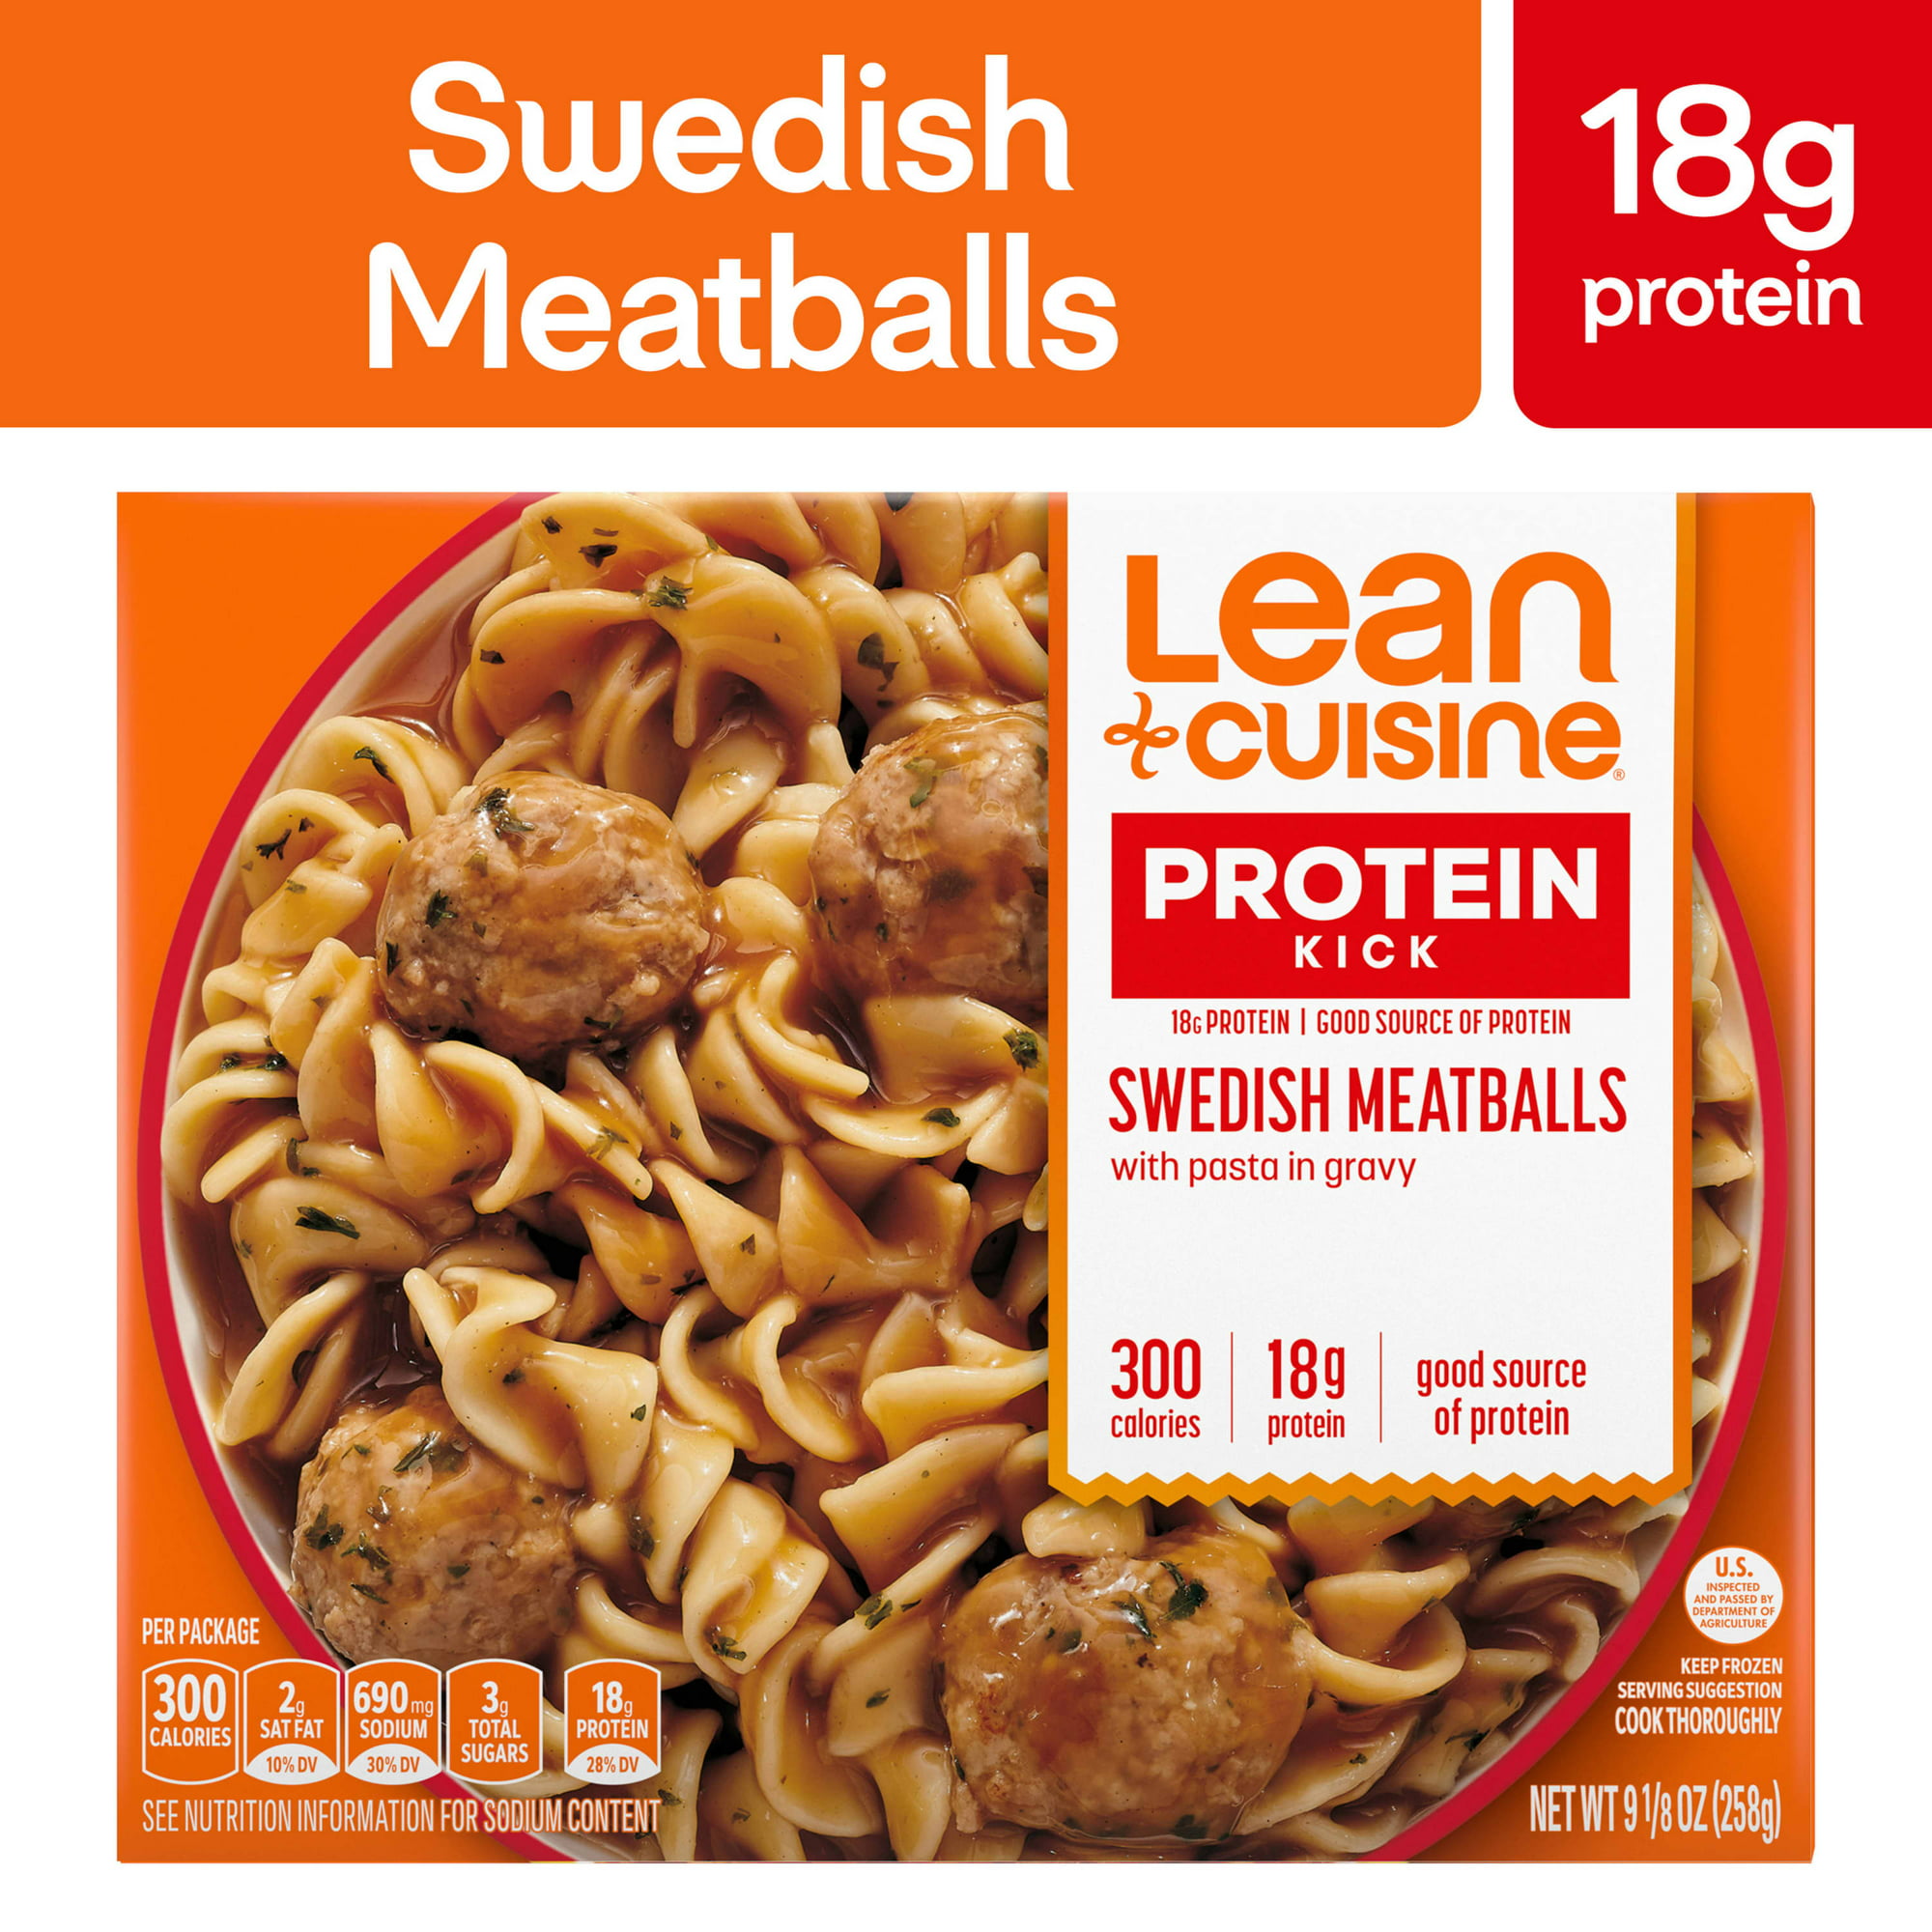 Swedish
Meatballs
18g
protein
Lean
CUISINE®
PROTEIN
KICK
18G PROTEIN | GOOD SOURCE OF PROTEIN
SWEDISH MEATBALLS
with pasta in gravy
300
calories
18g
protein
good source
of protein
PER PACKAGE
300
CALORIES
2g
SAT FAT
10% DV
690mg
SODIUM
30% DV
3g
TOTAL
SUGARS
18g
PROTEIN
28% DV
SEE NUTRITION INFORMATION FOR SODIUM CONTENT
U.S.
INSPECTED
AND PASSED BY
DEPARTMENT OF
AGRICULTURE
KEEP FROZEN
SERVING SUGGESTION
COOK THOROUGHLY
NET WT 9 1/8 OZ (258g)